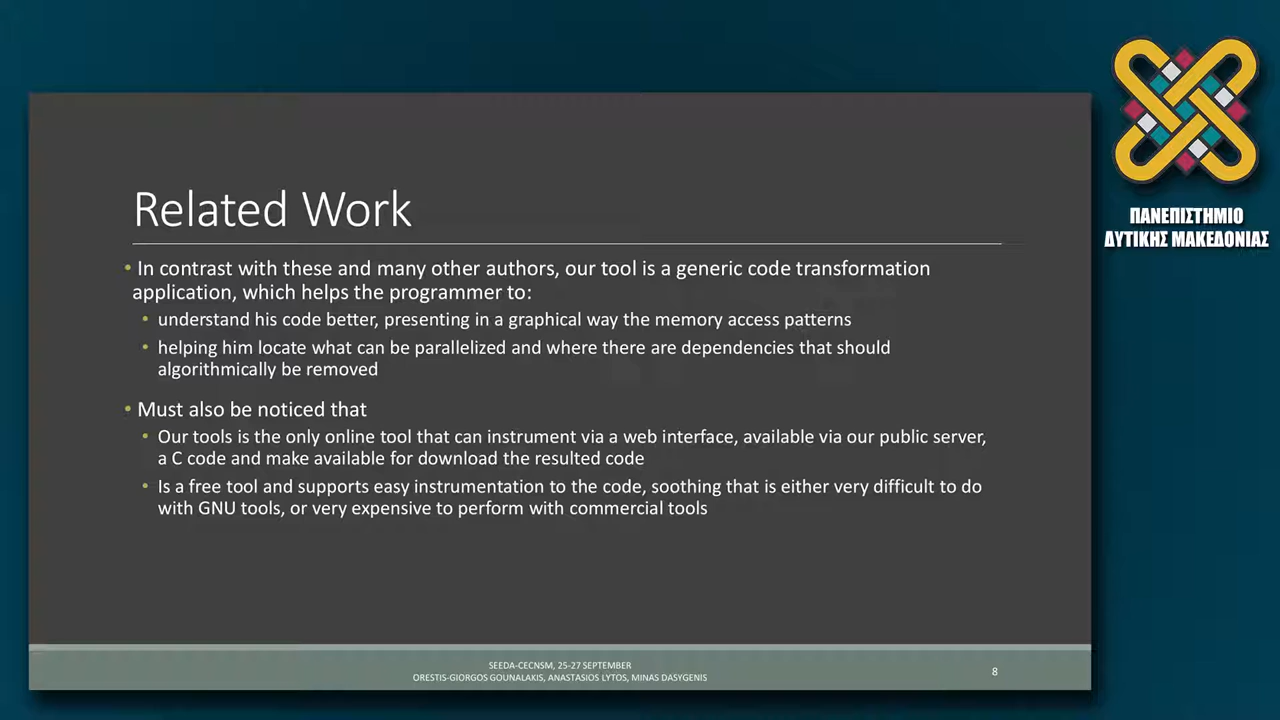 ΠΑΝΕΠΙΣΤΗΜΙΟ
ΔΥΤΙΚΗΣ ΜΑΚΕΔΟΝΙΑΣ
Related Work
• In contrast with these and many other authors, our tool is a generic code transformation
application, which helps the programmer to:
• understand his code better, presenting in a graphical way the memory access patterns
• helping him locate what can be parallelized and where there are dependencies that should
algorithmically be removed
• Must also be noticed that
• Our tools is the only online tool that can instrument via a web interface, available via our public server,
a C code and make available for download the resulted code
• Is a free tool and supports easy instrumentation to the code, soothing that is either very difficult to do
with GNU tools, or very expensive to perform with commercial tools
SEEDA-CECNSM, 25-27 SEPTEMBER
ORESTIS-GIORGOS GOUNALAKIS, ANASTASIOS LYTOS, MINAS DASYGENIS
8